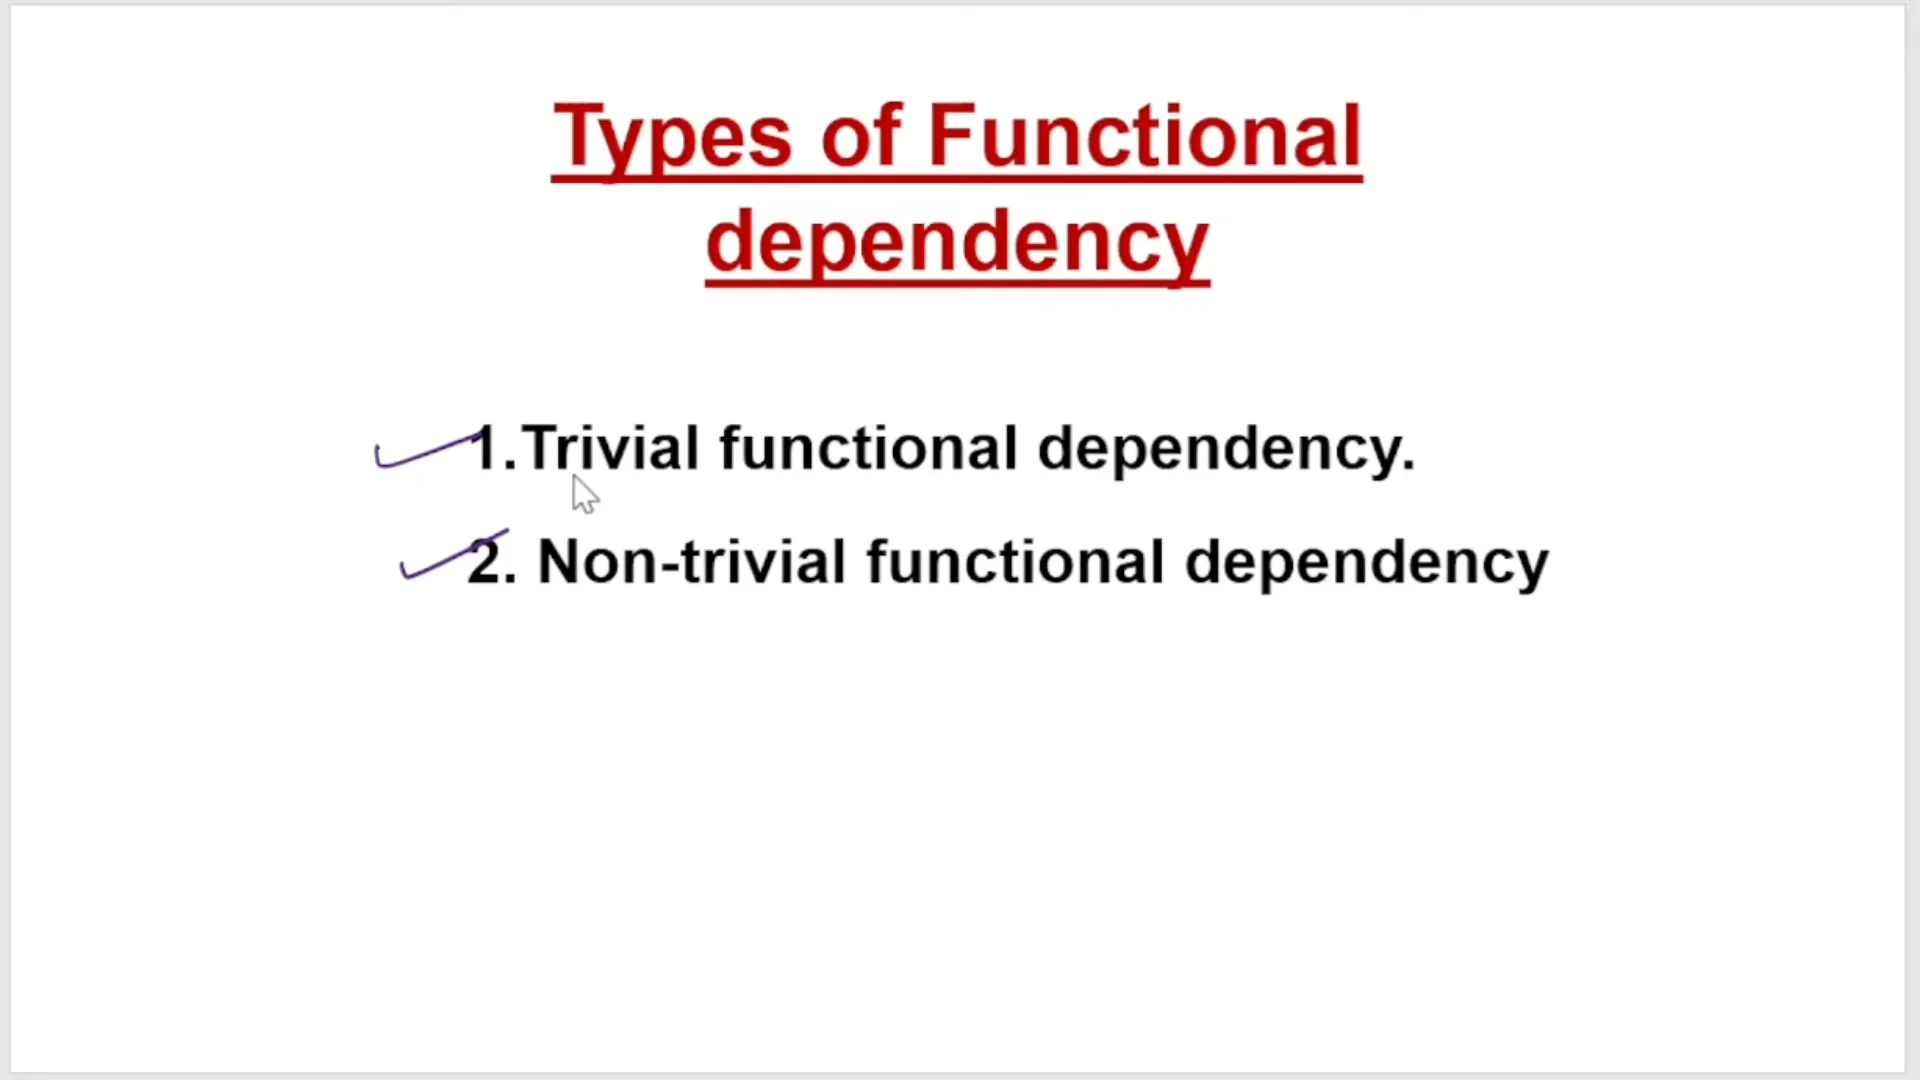 Types of Functional
dependency
1.Trivial functional dependency.
2. Non-trivial functional dependency